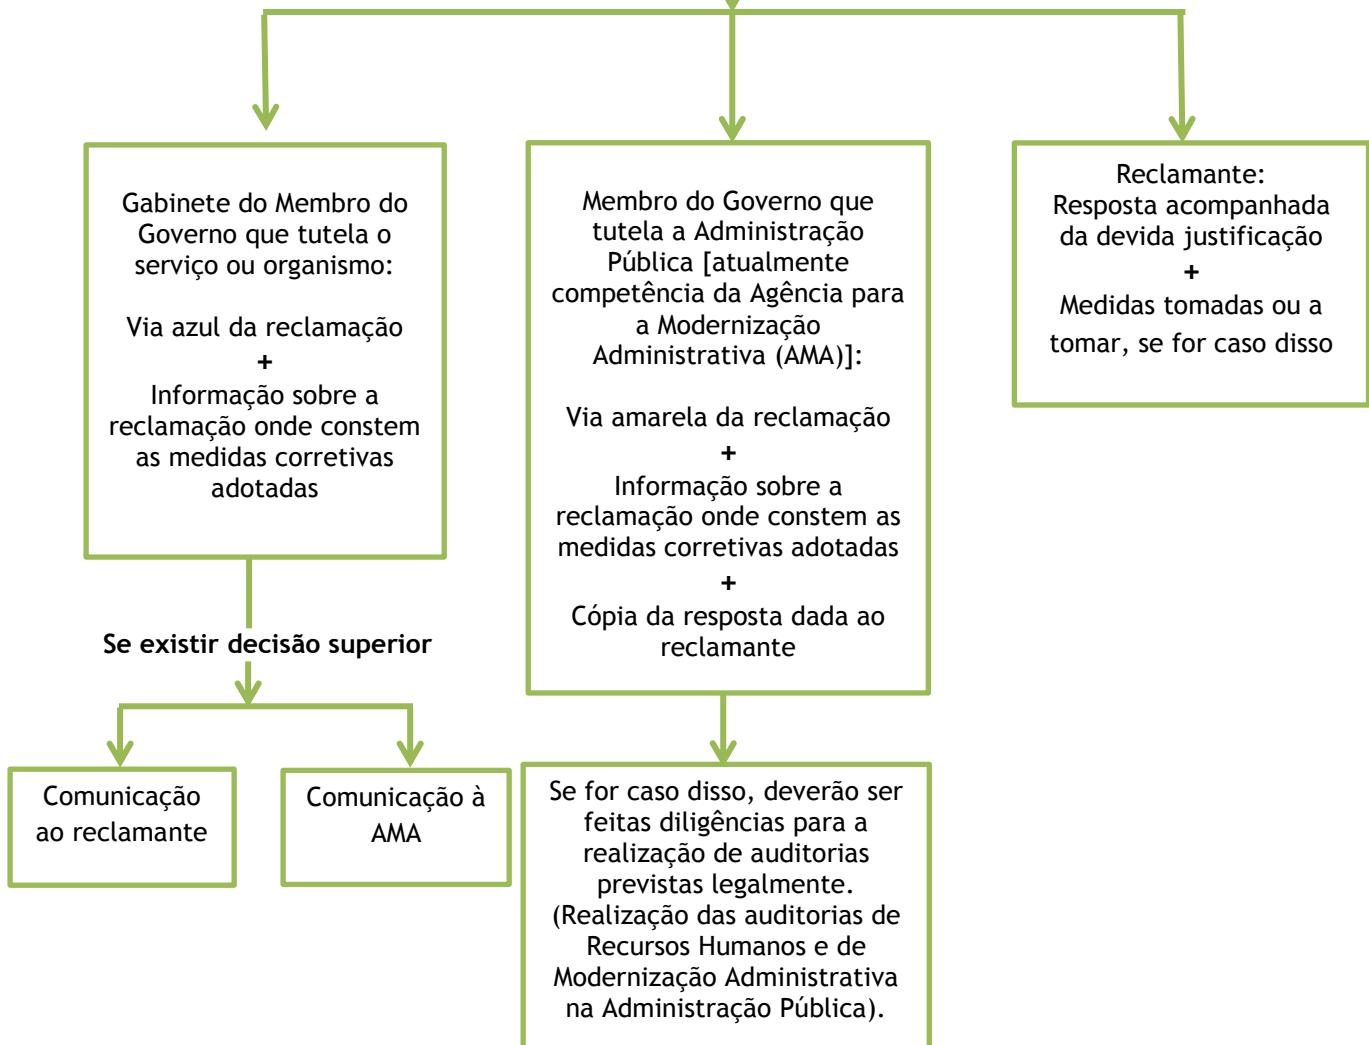 Gabinete do Membro do
Governo que tutela o
serviço ou organismo:
Via azul da reclamação
+
Informação sobre a
reclamação onde constem
as medidas corretivas
adotadas
Membro do Governo que
tutela a Administração
Pública [atualmente
competência da Agência para
a Modernização
Administrativa (AMA)]:
Via amarela da reclamação
+
Informação sobre a
reclamação onde constem as
medidas corretivas adotadas
+
Cópia da resposta dada ao
reclamante
Reclamante:
Resposta acompanhada
da devida justificação
+
Medidas tomadas ou a
tomar, se for caso disso
Se existir decisão superior
Comunicação
ao reclamante
Comunicação à
AMA
Se for caso disso, deverão ser
feitas diligências para a
realização de auditorias
previstas legalmente.
(Realização das auditorias de
Recursos Humanos e de
Modernização Administrativa
na Administração Pública).